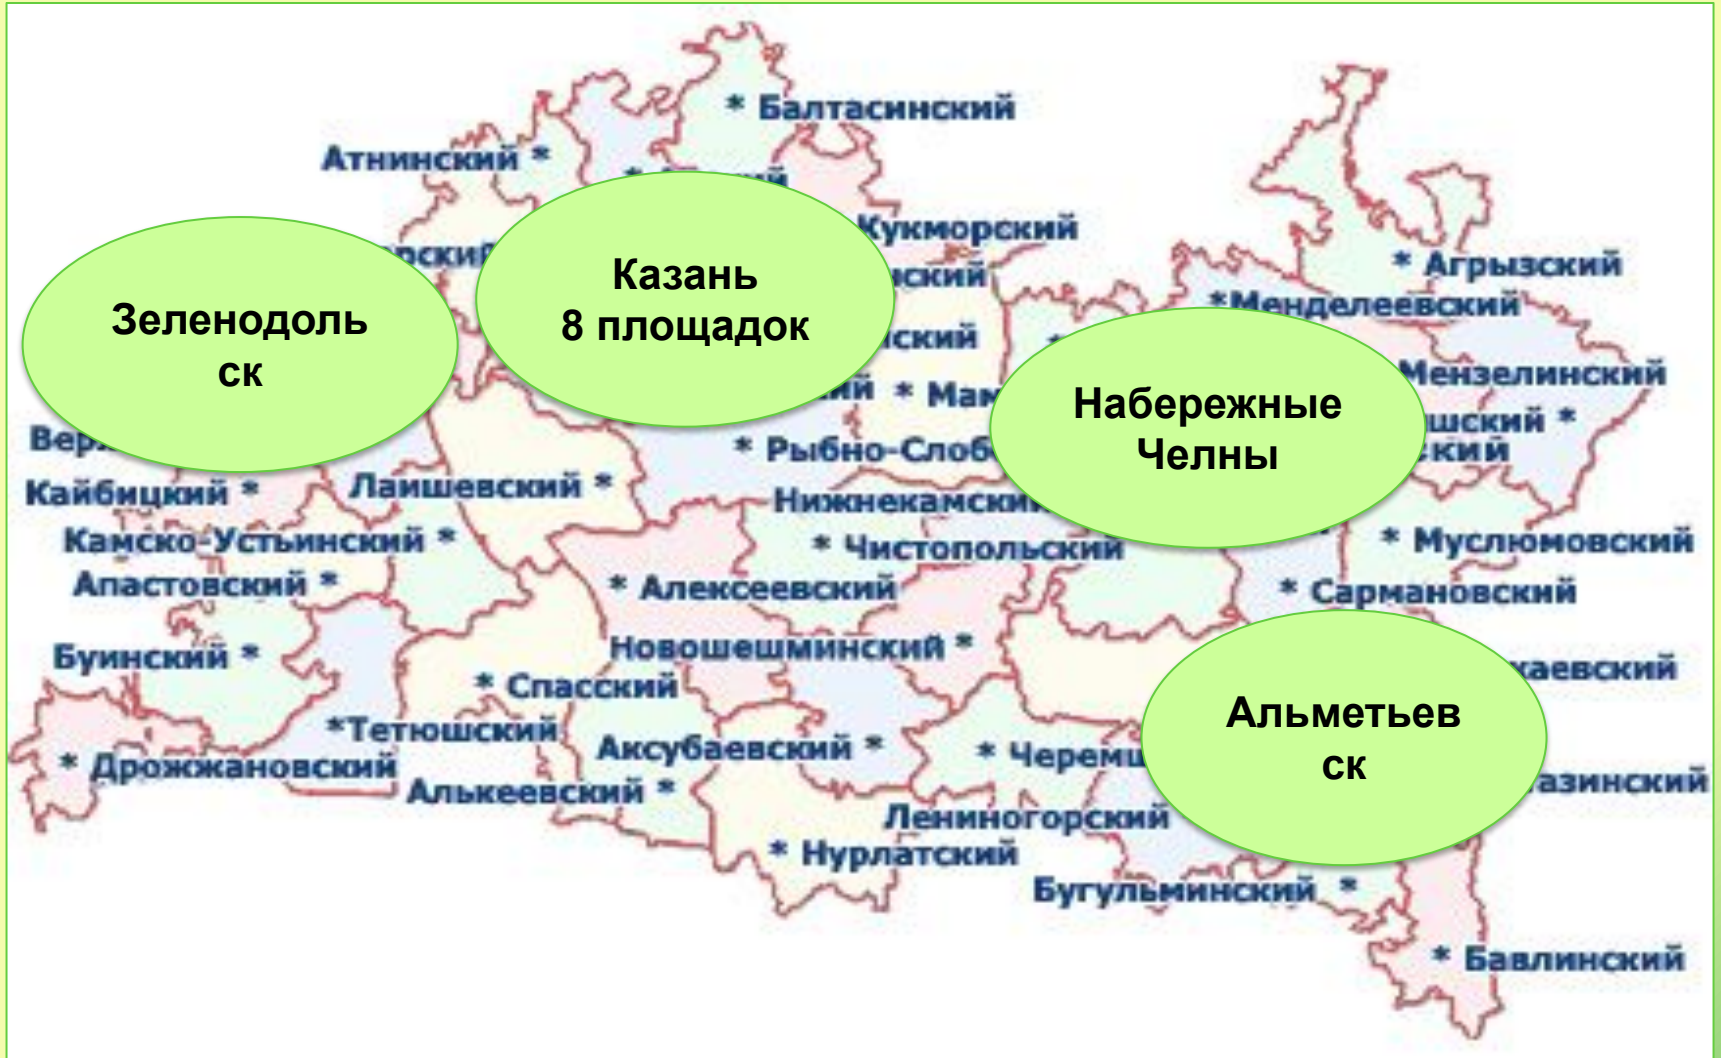 * Балтасинский
Атнинский *
Кукморский
* Агрызский
*Менделеевский
Казань
8 площадок
Зеленодоль
ск
Мензелинский
Набережные
Челны
* Рыбно-Слоб
Кайбицкий *
Лаишевский *
Нижнекамский
Камско-Устьинский *
* Чистопольский
* Муслюмовский
Апастовский *
* Алексеевский
* Сармановский
Буинский *
Новошешминский *
* Спасский
Альметьев
ск
*Тетюшский
Аксубаевский *
* Черемш
* Дрожжановский
Алькеевский *
Лениногорский
* Нурлатский
Бугульминский *
* Бавлинский